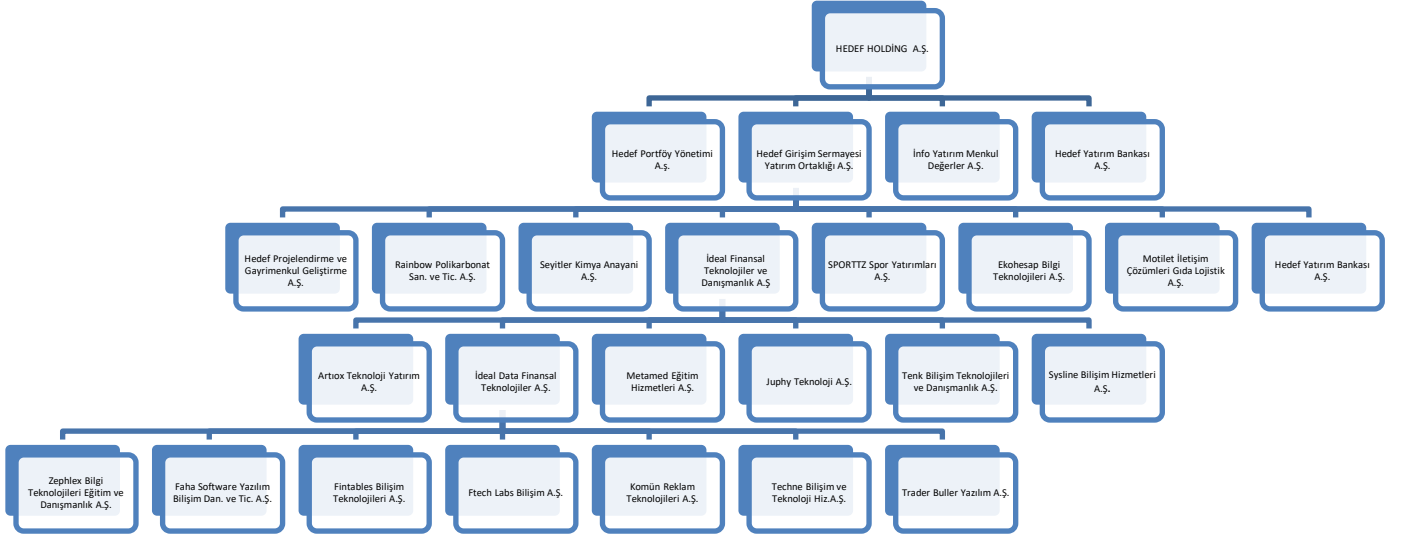 HEDEF HOLDİNG A.Ş.
Hedef Portföy Yönetimi
A.ş.
Hedef Girişim Sermayesi
Yatırım Ortaklığı A.Ş.
İnfo Yatırım Menkul
Değerler A.Ş.
Hedef Yatırım Bankası
A.Ş.
Hedef Projelendirme ve
Gayrimenkul Geliştirme
A.Ş.
Rainbow Polikarbonat
San. ve Tic. A.Ş.
Seyitler Kimya Anayani
A.Ş.
İdeal Finansal
Teknolojiler ve
Danışmanlık A.Ş
SPORTTZ Spor Yatırımları
A.Ş.
Ekohesap Bilgi
Teknolojileri A.Ş.
Motilet İletişim
Çözümleri Gıda Lojistik
A.Ş.
Hedef Yatırım Bankası
A.Ş.
Artıox Teknoloji Yatırım
A.Ş.
İdeal Data Finansal
Teknolojiler A.Ş.
Metamed Eğitim
Hizmetleri A.Ş.
Juphy Teknoloji A.Ş.
Tenk Bilişim Teknolojileri
ve Danışmanlık A.Ş.
Sysline Bilişim Hizmetleri
A.Ş.
Zephlex Bilgi
Teknolojileri Eğitim ve
Danışmanlık A.Ş.
Faha Software Yazılım
Bilişim Dan. ve Tic. A.Ş.
Fintables Bilişim
Teknolojileri A.Ş.
Ftech Labs Bilişim A.Ş.
Komün Reklam
Teknolojileri A.Ş.
Techne Bilişim ve
Teknoloji Hiz.A.Ş.
Trader Buller Yazılım A.Ş.